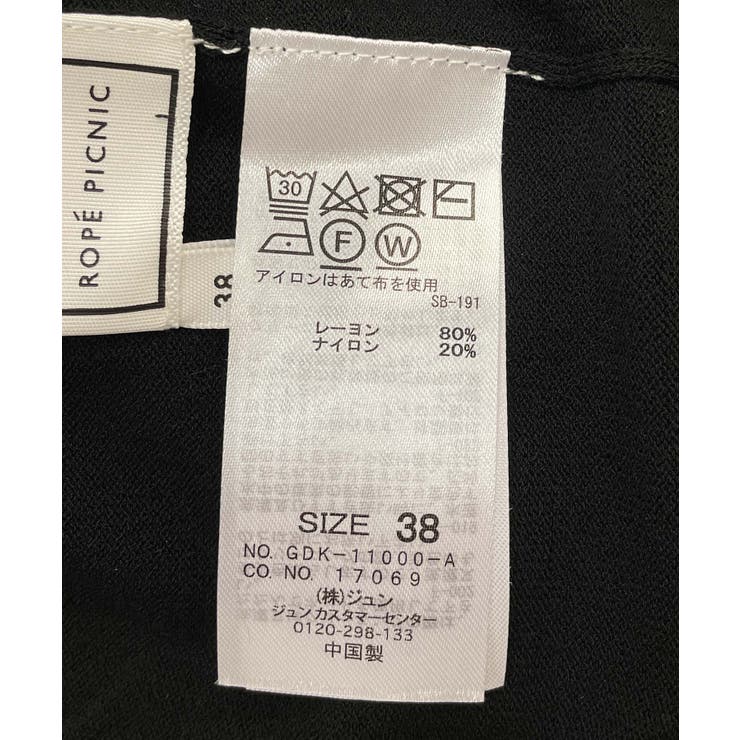 ROPÉ PICNIC
38
30
F W
アイロンはあて布を使用
SB-191
レーヨン 80%
ナイロン 20%
SIZE 38
NO. GDK-11000-A
CO. NO. 17069
(株)ジュン
ジュンカスタマーセンター
0120-298-133
中国製